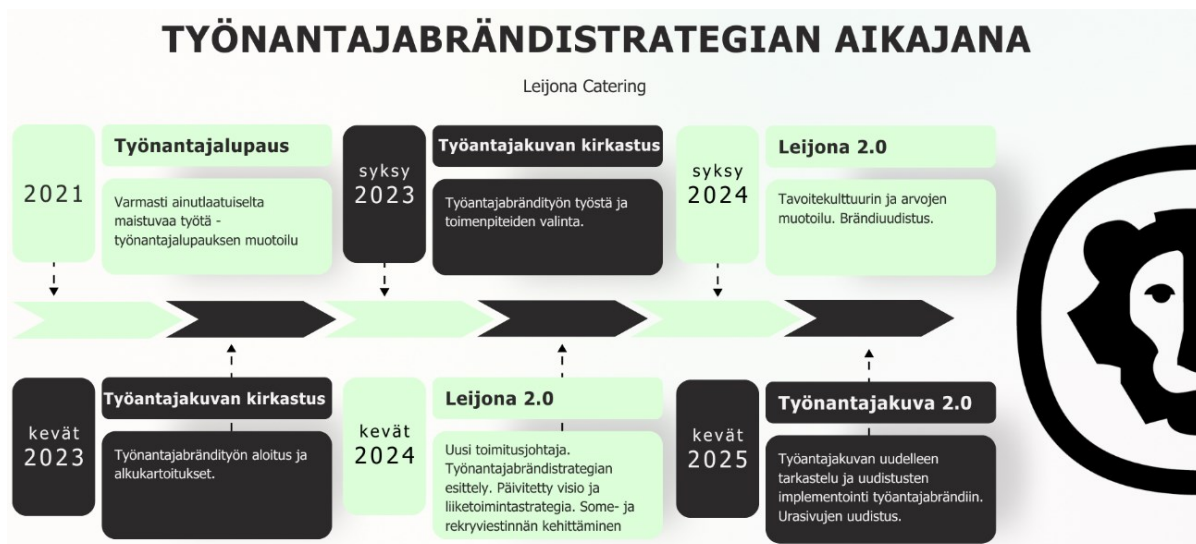 TYÖNANTAJABRÄNDISTRATEGIAN AIKAJANA
Leijona Catering
2021
Työnantajalupaus
Varmasti ainutlaatuiselta
maistuvaa työtä -
työnantajalupauksen muotoilu
syksy
2023
Työantajakuvan kirkastus
Työantajabrändityön työstä ja
toimenpiteiden valinta.
syksy
2024
Leijona 2.0
Tavoitekulttuurin ja arvojen
muotoilu. Brändiuudistus.
kevät
2023
Työantajakuvan kirkastus
Työnantajabrändityön aloitus ja
alkukartoitukset.
kevät
2024
Leijona 2.0
Uusi toimitusjohtaja.
Työnantajabrändistrategian
esittely. Päivitetty visio ja
liiketoimintastrategia. Some- ja
rekryviestinnän kehittäminen
kevät
2025
Työnantajakuva 2.0
Työantajakuvan uudelleen
tarkastelu ja uudistusten
implementointi työantajabrändiin.
Urasivujen uudistus.